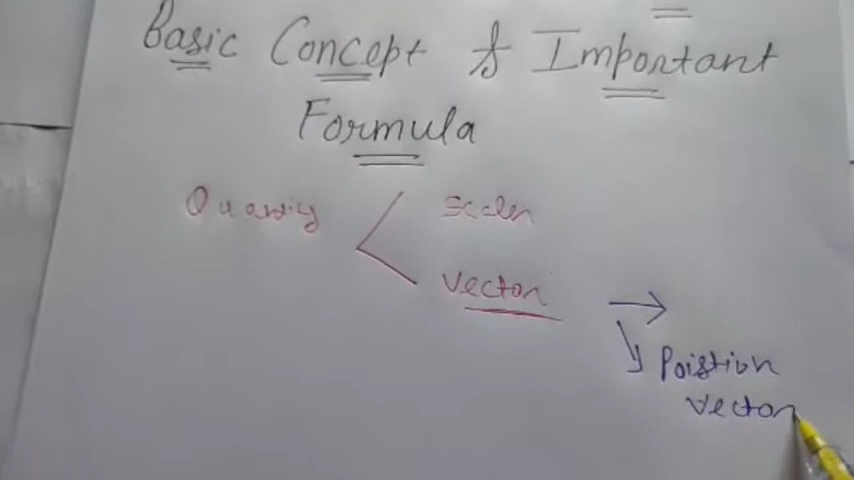 Basic Concept & Important
Formula
Quantity
Scaler
Vector
Poistion
Vector